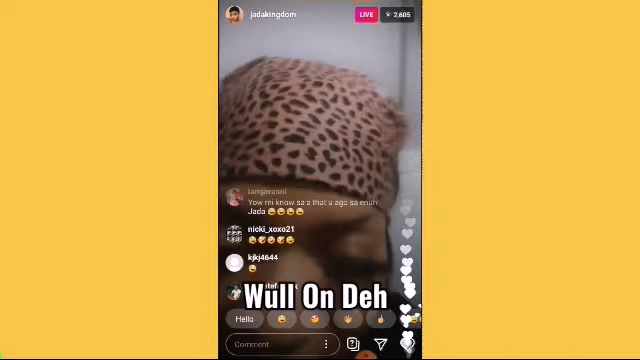 jadakingdom
LIVE
2,605
iamjavanni
Yow mi know sa a that u ago sa enuh
Jada
nicki_xoxo21
kjkj4644
Wull On Deh
Hello
Comment